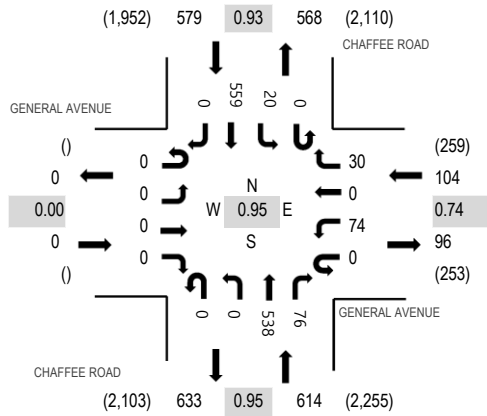 (1,952) 579 0.93 568 (2,110)
CHAFFEE ROAD
0 559 20 0
GENERAL AVENUE
() 0 30 (259)
0 0 0 104
N
0.00 0 W 0.95 E 74 0.74
S
0 0 0 96
() (253)
0 0 538 76
GENERAL AVENUE
CHAFFEE ROAD
(2,103) 633 0.95 614 (2,255)